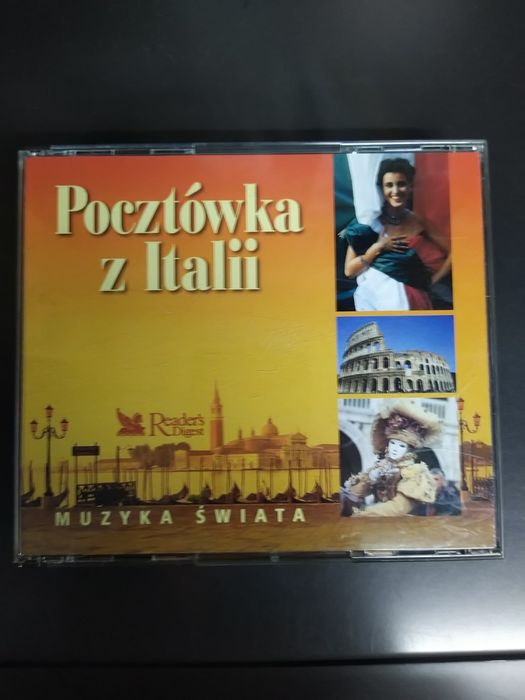 Pocztówka
z Italii
Reader's
Digest
MUZYKA ŚWIATA